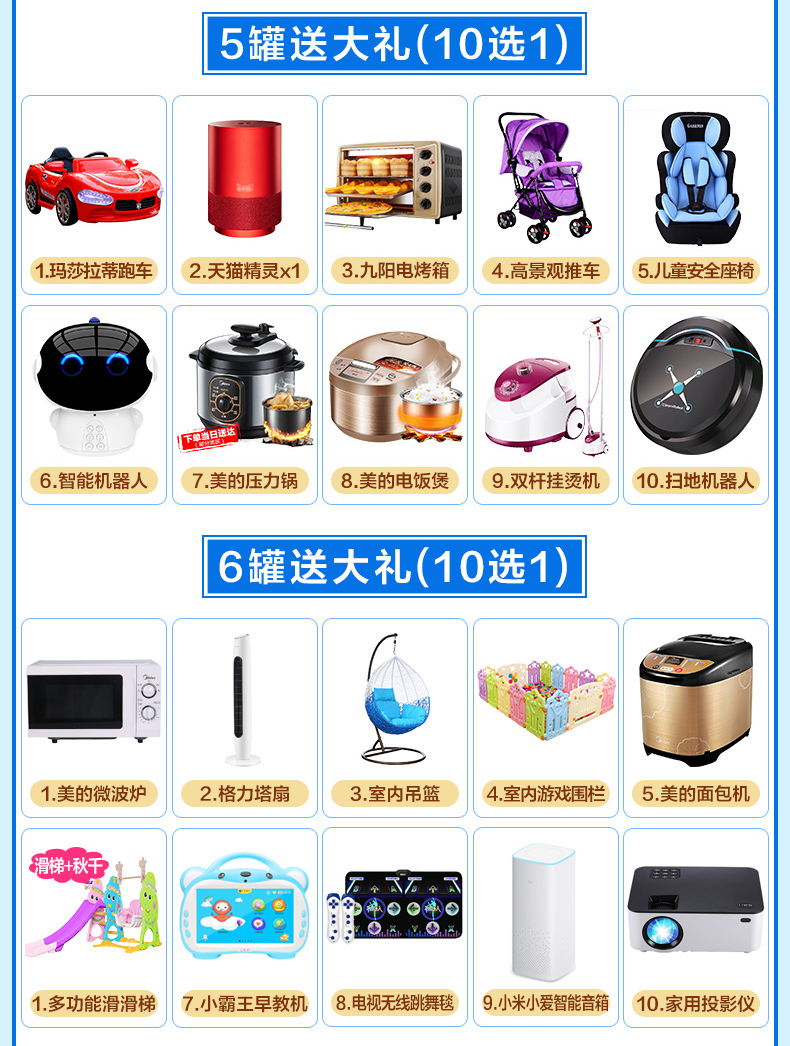 5罐送大礼(10选1)
1.玛莎拉蒂跑车
2.天猫精灵x1
3.九阳电烤箱
4.高景观推车
5.儿童安全座椅
下单当日送达
(部分地区)
6.智能机器人
7.美的压力锅
8.美的电饭煲
9.双杆挂烫机
10.扫地机器人
6罐送大礼(10选1)
1.美的微波炉
2.格力塔扇
3.室内吊篮
4.室内游戏围栏
5.美的面包机
滑梯+秋千
1.多功能滑滑梯
7.小霸王早教机
8.电视无线跳舞毯
9.小米小爱智能音箱
10.家用投影仪